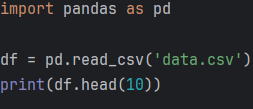 import pandas as pd
df = pd.read_csv('data.csv')
print(df.head(10))